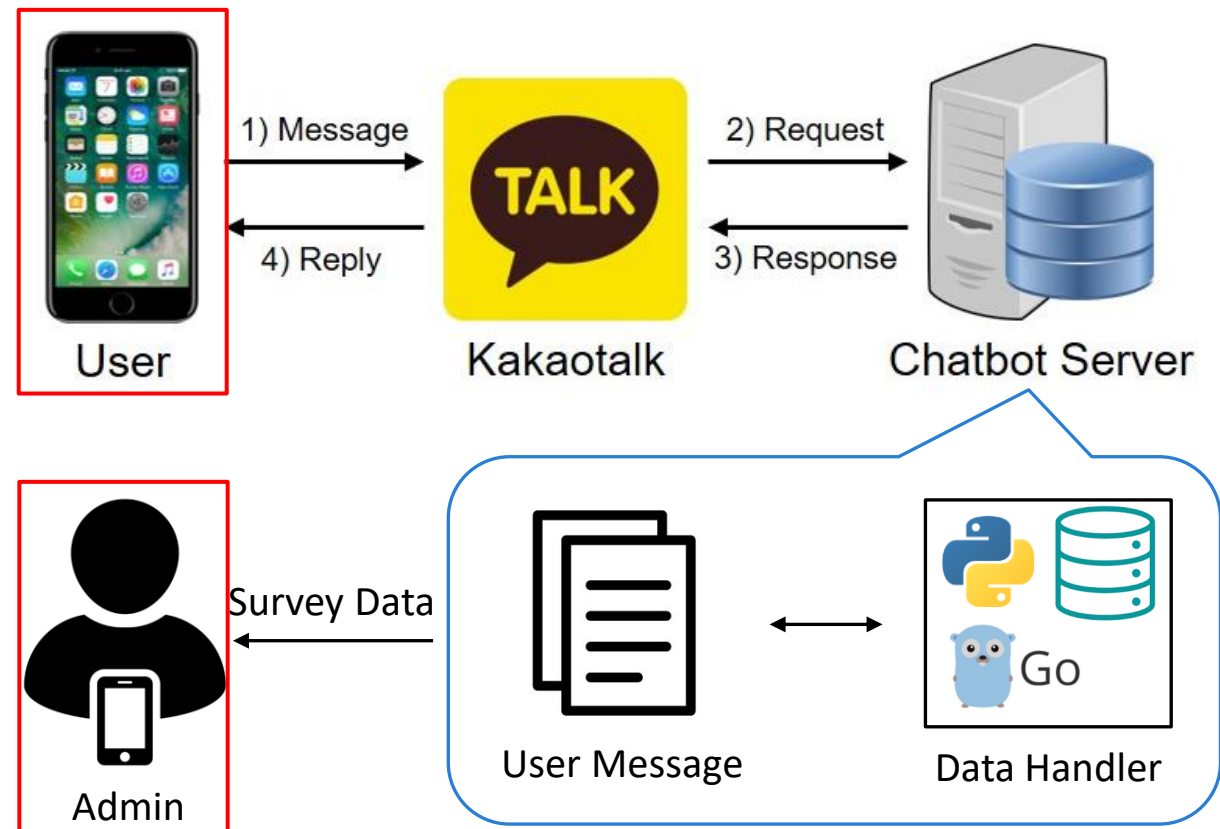 1) Message
2) Request
TALK
4) Reply
3) Response
User
Kakaotalk
Chatbot Server
Survey Data
Go
User Message
Data Handler
Admin